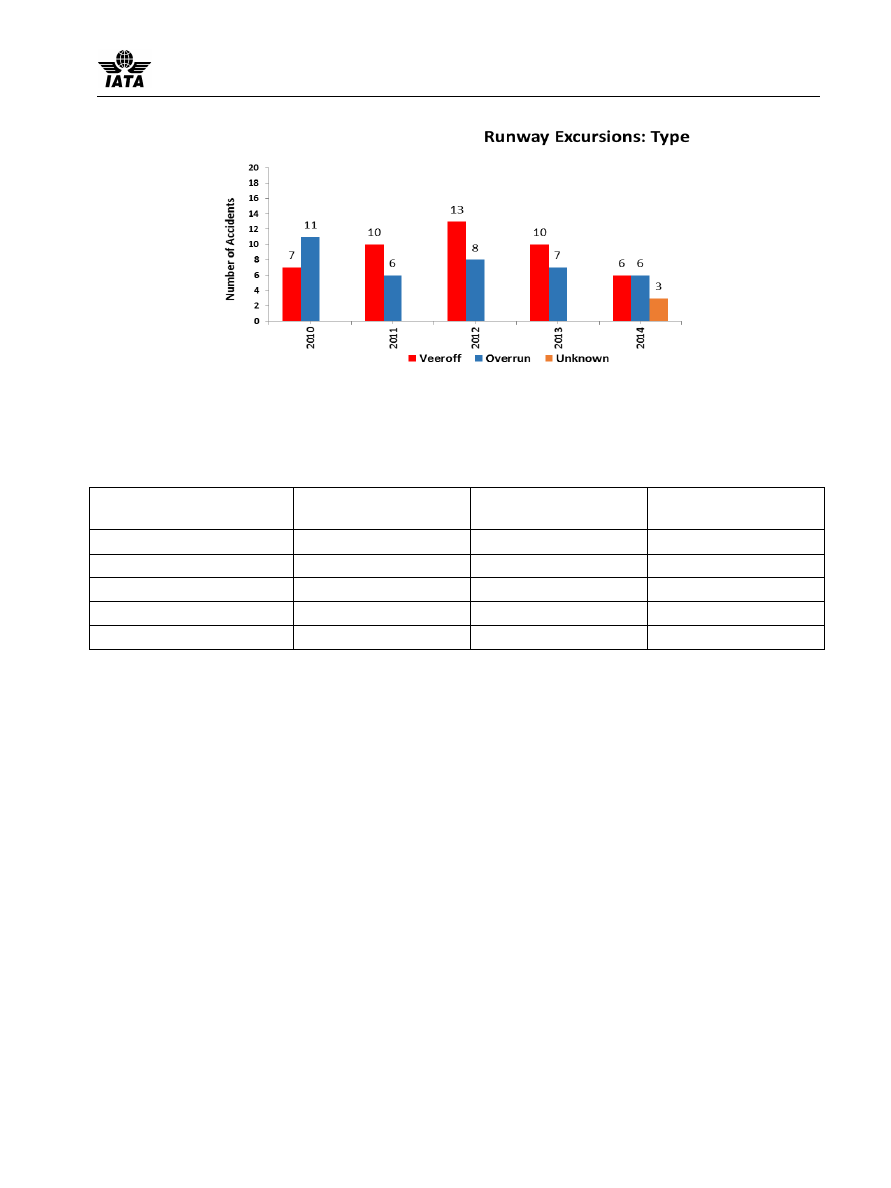 IATA
Runway Excursions: Type
Number of Accidents
20
18
16
14
12
10
8
6
4
2
0
7 11
10 6
13 8
10 7
6 6 3
2010 2011 2012 2013 2014
Veeroff Overrun Unknown